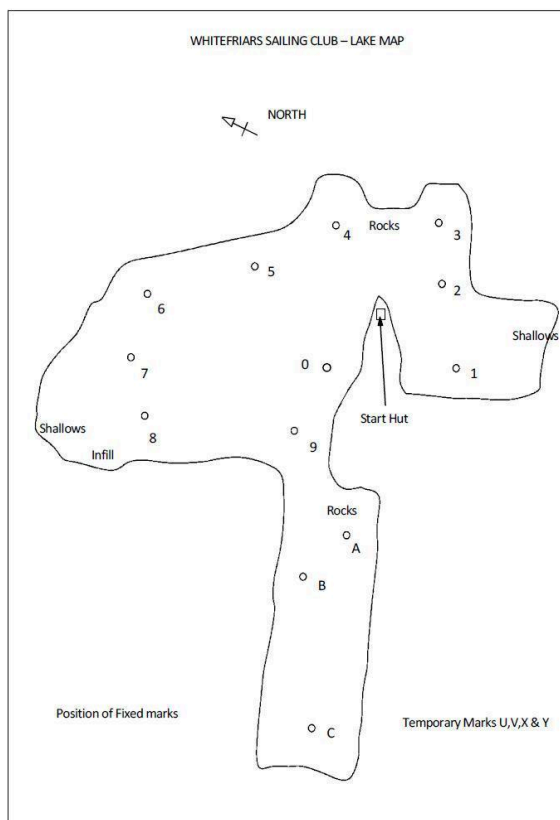 WHITEFRIARS SAILING CLUB – LAKE MAP
NORTH
4
Rocks
3
5
2
6
Shallows
7
0
1
Start Hut
Shallows
8
9
Infill
Rocks
A
B
Position of Fixed marks
Temporary Marks U,V,X & Y
C